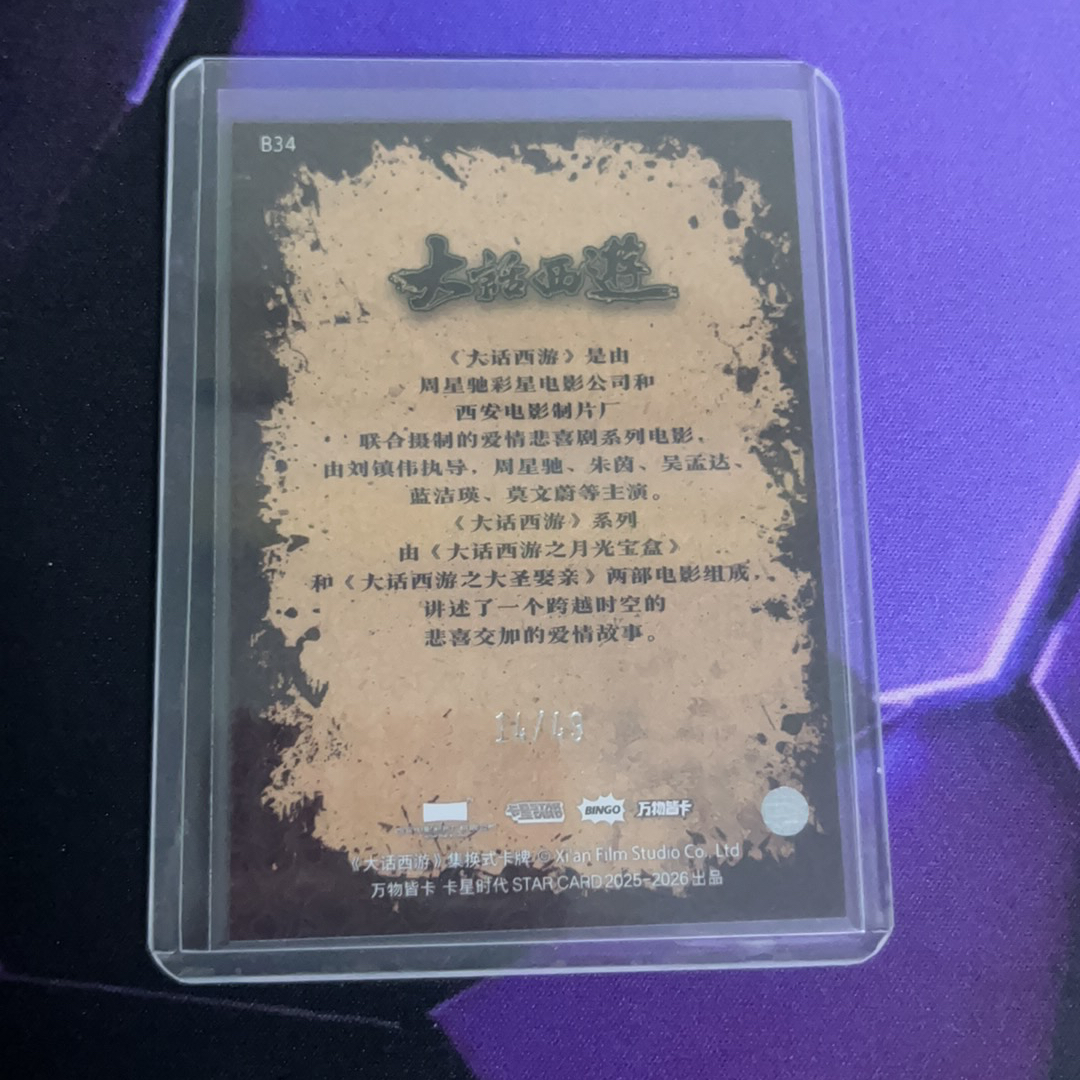 B34
大話西遊
《大话西游》是由
周星驰彩星电影公司和
西安电影制片厂
联合摄制的爱情悲喜剧系列电影，
由刘镇伟执导，周星驰、朱茵、吴孟达、
蓝洁瑛、莫文蔚等主演。
《大话西游》系列
由《大话西游之月光宝盒》
和《大话西游之大圣娶亲》两部电影组成，
讲述了一个跨越时空的
悲喜交加的爱情故事。
14/49
BINGO 万物皆卡
《大话西游》集换式卡牌 © Xi'an Film Studio Co., Ltd
万物皆卡 卡星时代 STAR CARD 2025-2026 出品